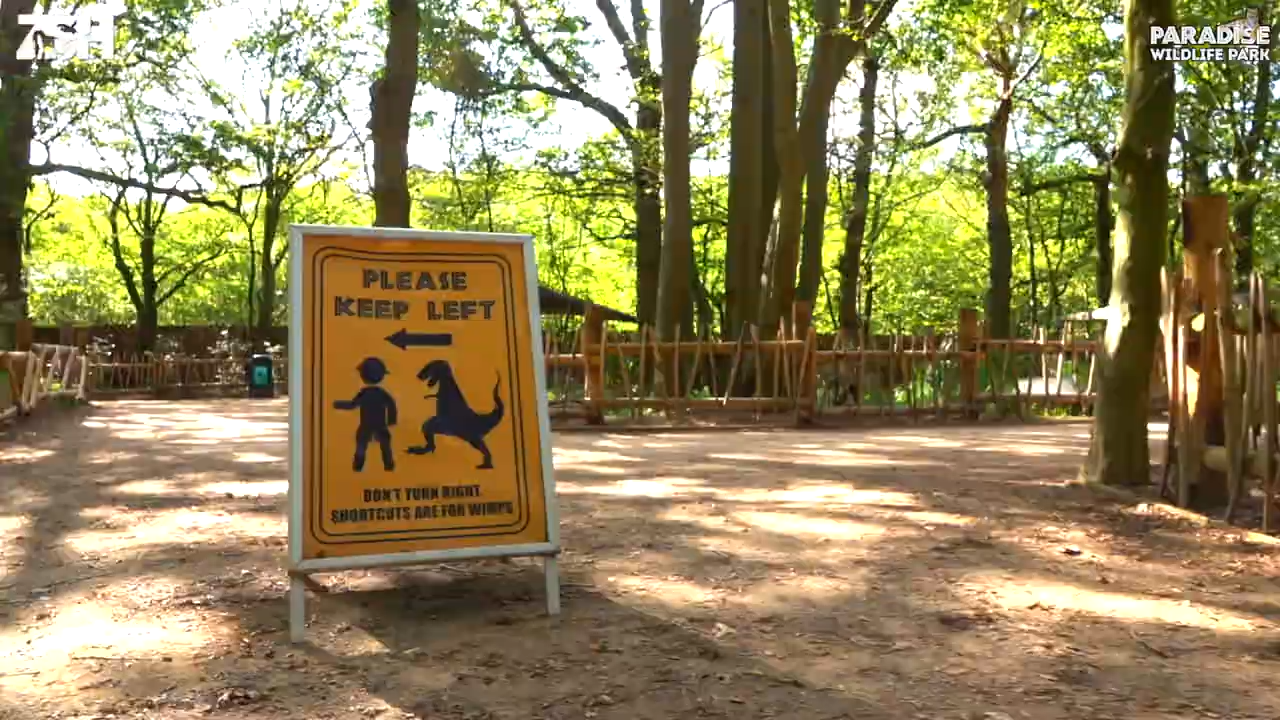 PARADISE
WILDLIFE PARK
PLEASE
KEEP LEFT
DON'T TURN RIGHT
SHORTCUTS ARE FOR WIMPS